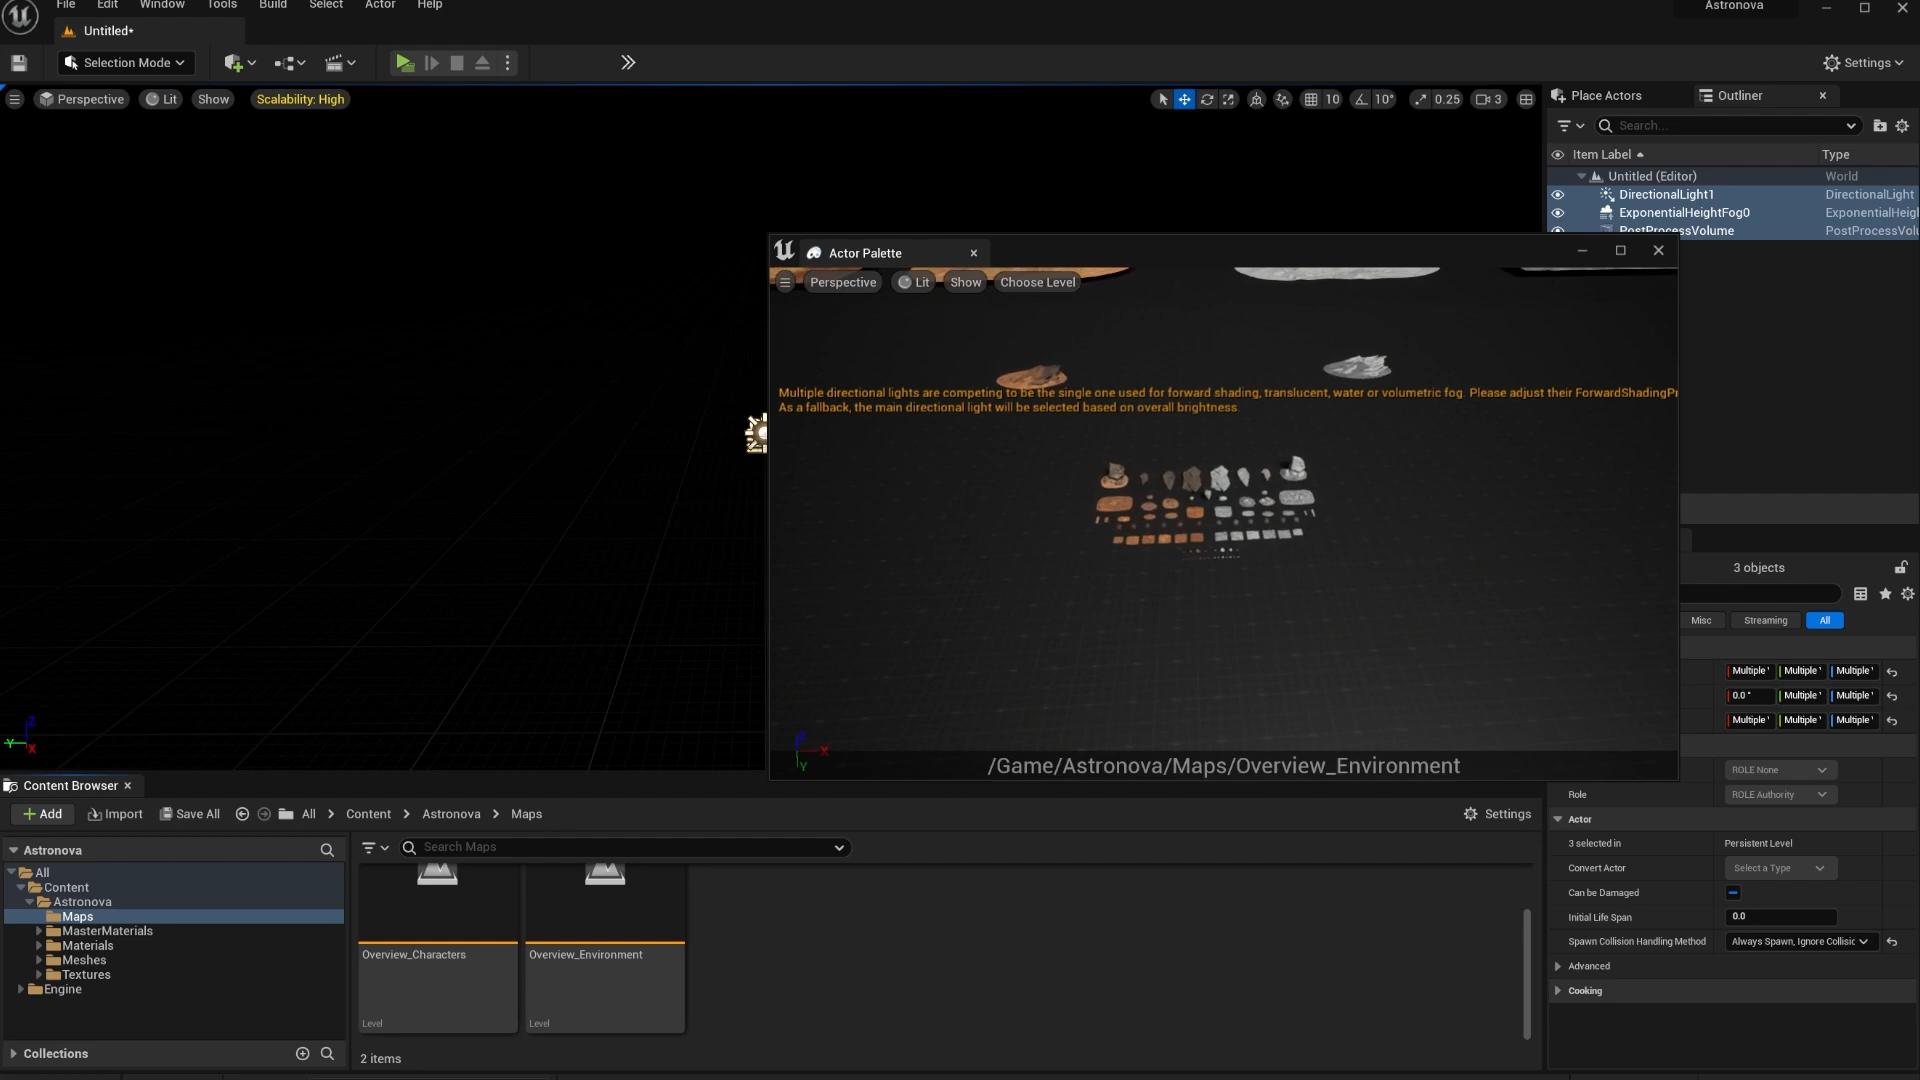 File Edit Window Tools Build Select Actor Help
Astronova
Untitled•
Selection Mode
Settings
Perspective Lit Show Scalability: High
10 10° 0.25 3
Place Actors Outliner
Search...
Item Label Type
Untitled (Editor) World
DirectionalLight1 DirectionalLight
ExponentialHeightFog0
PostProcessVolume
Actor Palette
Perspective Lit Show Choose Level
Multiple directional lights are competing to be the single one used for forward shading, translucent, water or volumetric fog. Please adjust their
As a fallback, the main directional light will be selected based on overall brightness.
/Game/Astronova/Maps/Overview_Environment
Z
Y
X
Z
X
Y
3 objects
Misc Streaming All
Multiple Multiple Multiple
0.0 ° Multiple Multiple
Multiple Multiple Multiple
ROLE None
Role ROLE Authority
Actor
3 selected in Persistent Level
Convert Actor Select a Type
Can be Damaged
Initial Life Span 0.0
Spawn Collision Handling Method Always Spawn, Ignore
Advanced
Cooking
Content Browser
Add Import Save All All Content Astronova Maps Settings
Astronova
Search Maps
All
Content
Astronova
Maps
MasterMaterials
Materials
Meshes
Textures
Engine
Overview_Characters
Level
Overview_Environment
Level
Collections
2 items